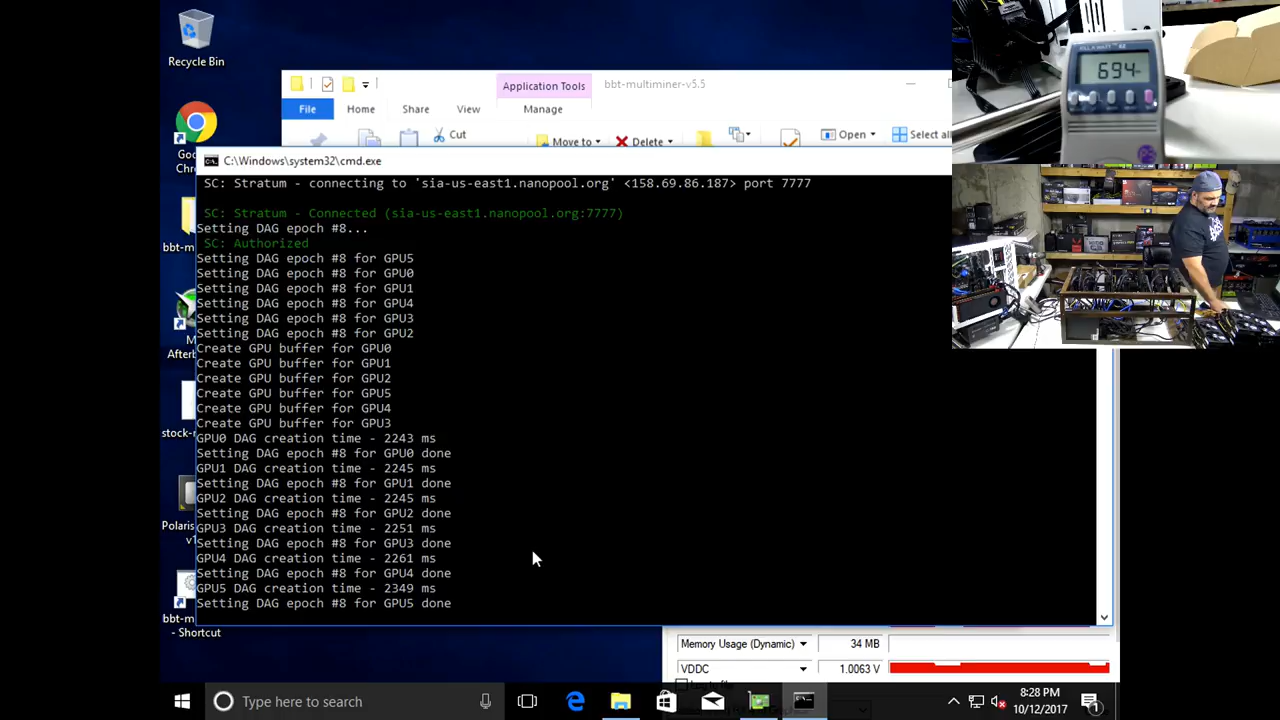 Recycle Bin
Application Tools
bbt-multiminer-v5.5
File
Home
Share
View
Manage
Cut
Move to
Delete
Open
Select all
694
C:\Windows\system32\cmd.exe
SC: Stratum - connecting to 'sia-us-east1.nanopool.org' <158.69.86.187> port 7777
SC: Stratum - Connected (sia-us-east1.nanopool.org:7777)
Setting DAG epoch #8...
SC: Authorized
Setting DAG epoch #8 for GPU5
Setting DAG epoch #8 for GPU0
Setting DAG epoch #8 for GPU1
Setting DAG epoch #8 for GPU4
Setting DAG epoch #8 for GPU3
Setting DAG epoch #8 for GPU2
Create GPU buffer for GPU0
Create GPU buffer for GPU1
Create GPU buffer for GPU2
Create GPU buffer for GPU5
Create GPU buffer for GPU4
Create GPU buffer for GPU3
GPU0 DAG creation time - 2243 ms
Setting DAG epoch #8 for GPU0 done
GPU1 DAG creation time - 2245 ms
Setting DAG epoch #8 for GPU1 done
GPU2 DAG creation time - 2245 ms
Setting DAG epoch #8 for GPU2 done
GPU3 DAG creation time - 2251 ms
Setting DAG epoch #8 for GPU3 done
GPU4 DAG creation time - 2261 ms
Setting DAG epoch #8 for GPU4 done
GPU5 DAG creation time - 2349 ms
Setting DAG epoch #8 for GPU5 done
Goo
Chr
bbt-m
M
Afterb
stock-r
Polaris
v1
bbt-m
- Shortcut
Memory Usage (Dynamic)
34 MB
VDDC
1.0063 V
Type here to search
8:28 PM
10/12/2017
1